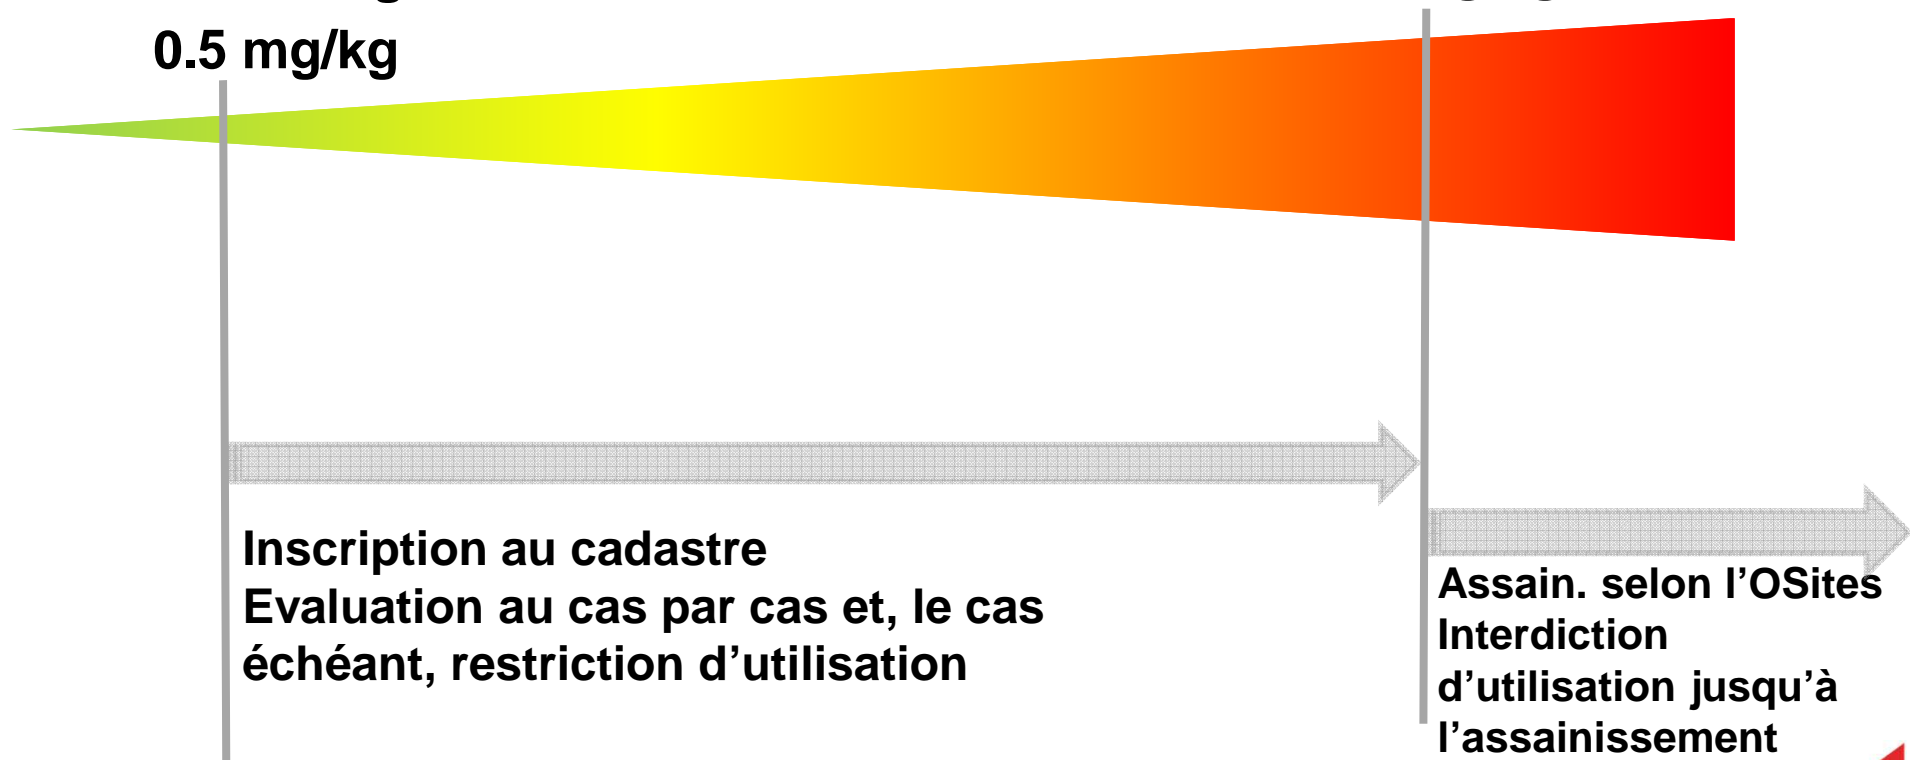 0.5 mg/kg
Inscription au cadastre
Evaluation au cas par cas et, le cas
échéant, restriction d’utilisation
Assain. selon l’OSites
Interdiction
d’utilisation jusqu’à
l’assainissement